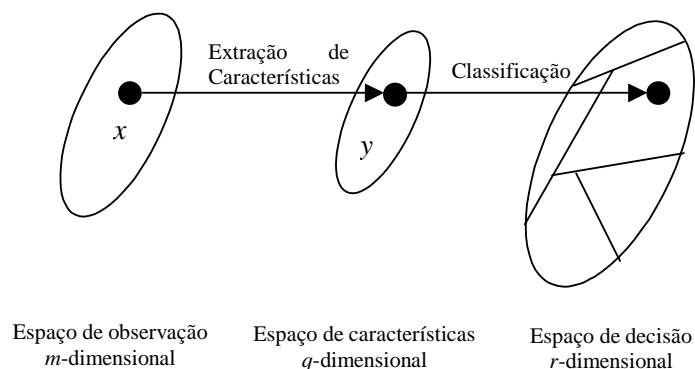 Extração de
Características
Classificação
x
y
Espaço de observação
m-dimensional
Espaço de características
q-dimensional
Espaço de decisão
r-dimensional